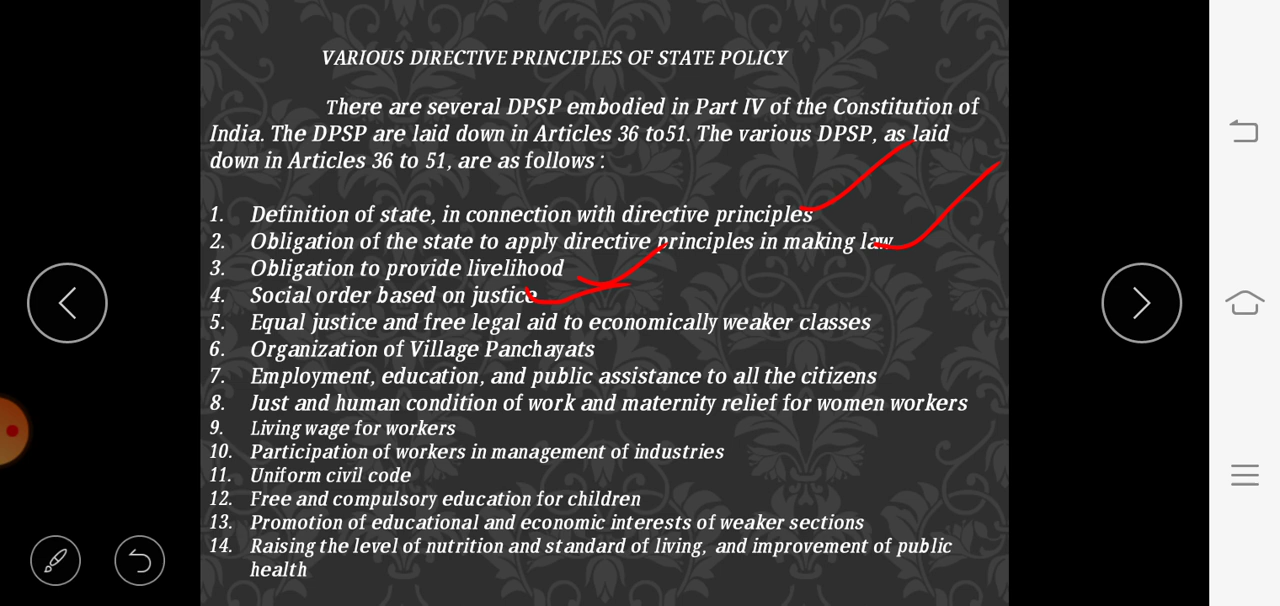 VARIOUS DIRECTIVE PRINCIPLES OF STATE POLICY
There are several DPSP embodied in Part IV of the Constitution of
India. The DPSP are laid down in Articles 36 to51. The various DPSP, as laid
down in Articles 36 to 51, are as follows :
1. Definition of state, in connection with directive principles
2. Obligation of the state to apply directive principles in making law
3. Obligation to provide livelihood
4. Social order based on justice
5. Equal justice and free legal aid to economically weaker classes
6. Organization of Village Panchayats
7. Employment, education, and public assistance to all the citizens
8. Just and human condition of work and maternity relief for women workers
9. Living wage for workers
10. Participation of workers in management of industries
11. Uniform civil code
12. Free and compulsory education for children
13. Promotion of educational and economic interests of weaker sections
14. Raising the level of nutrition and standard of living, and improvement of public
health